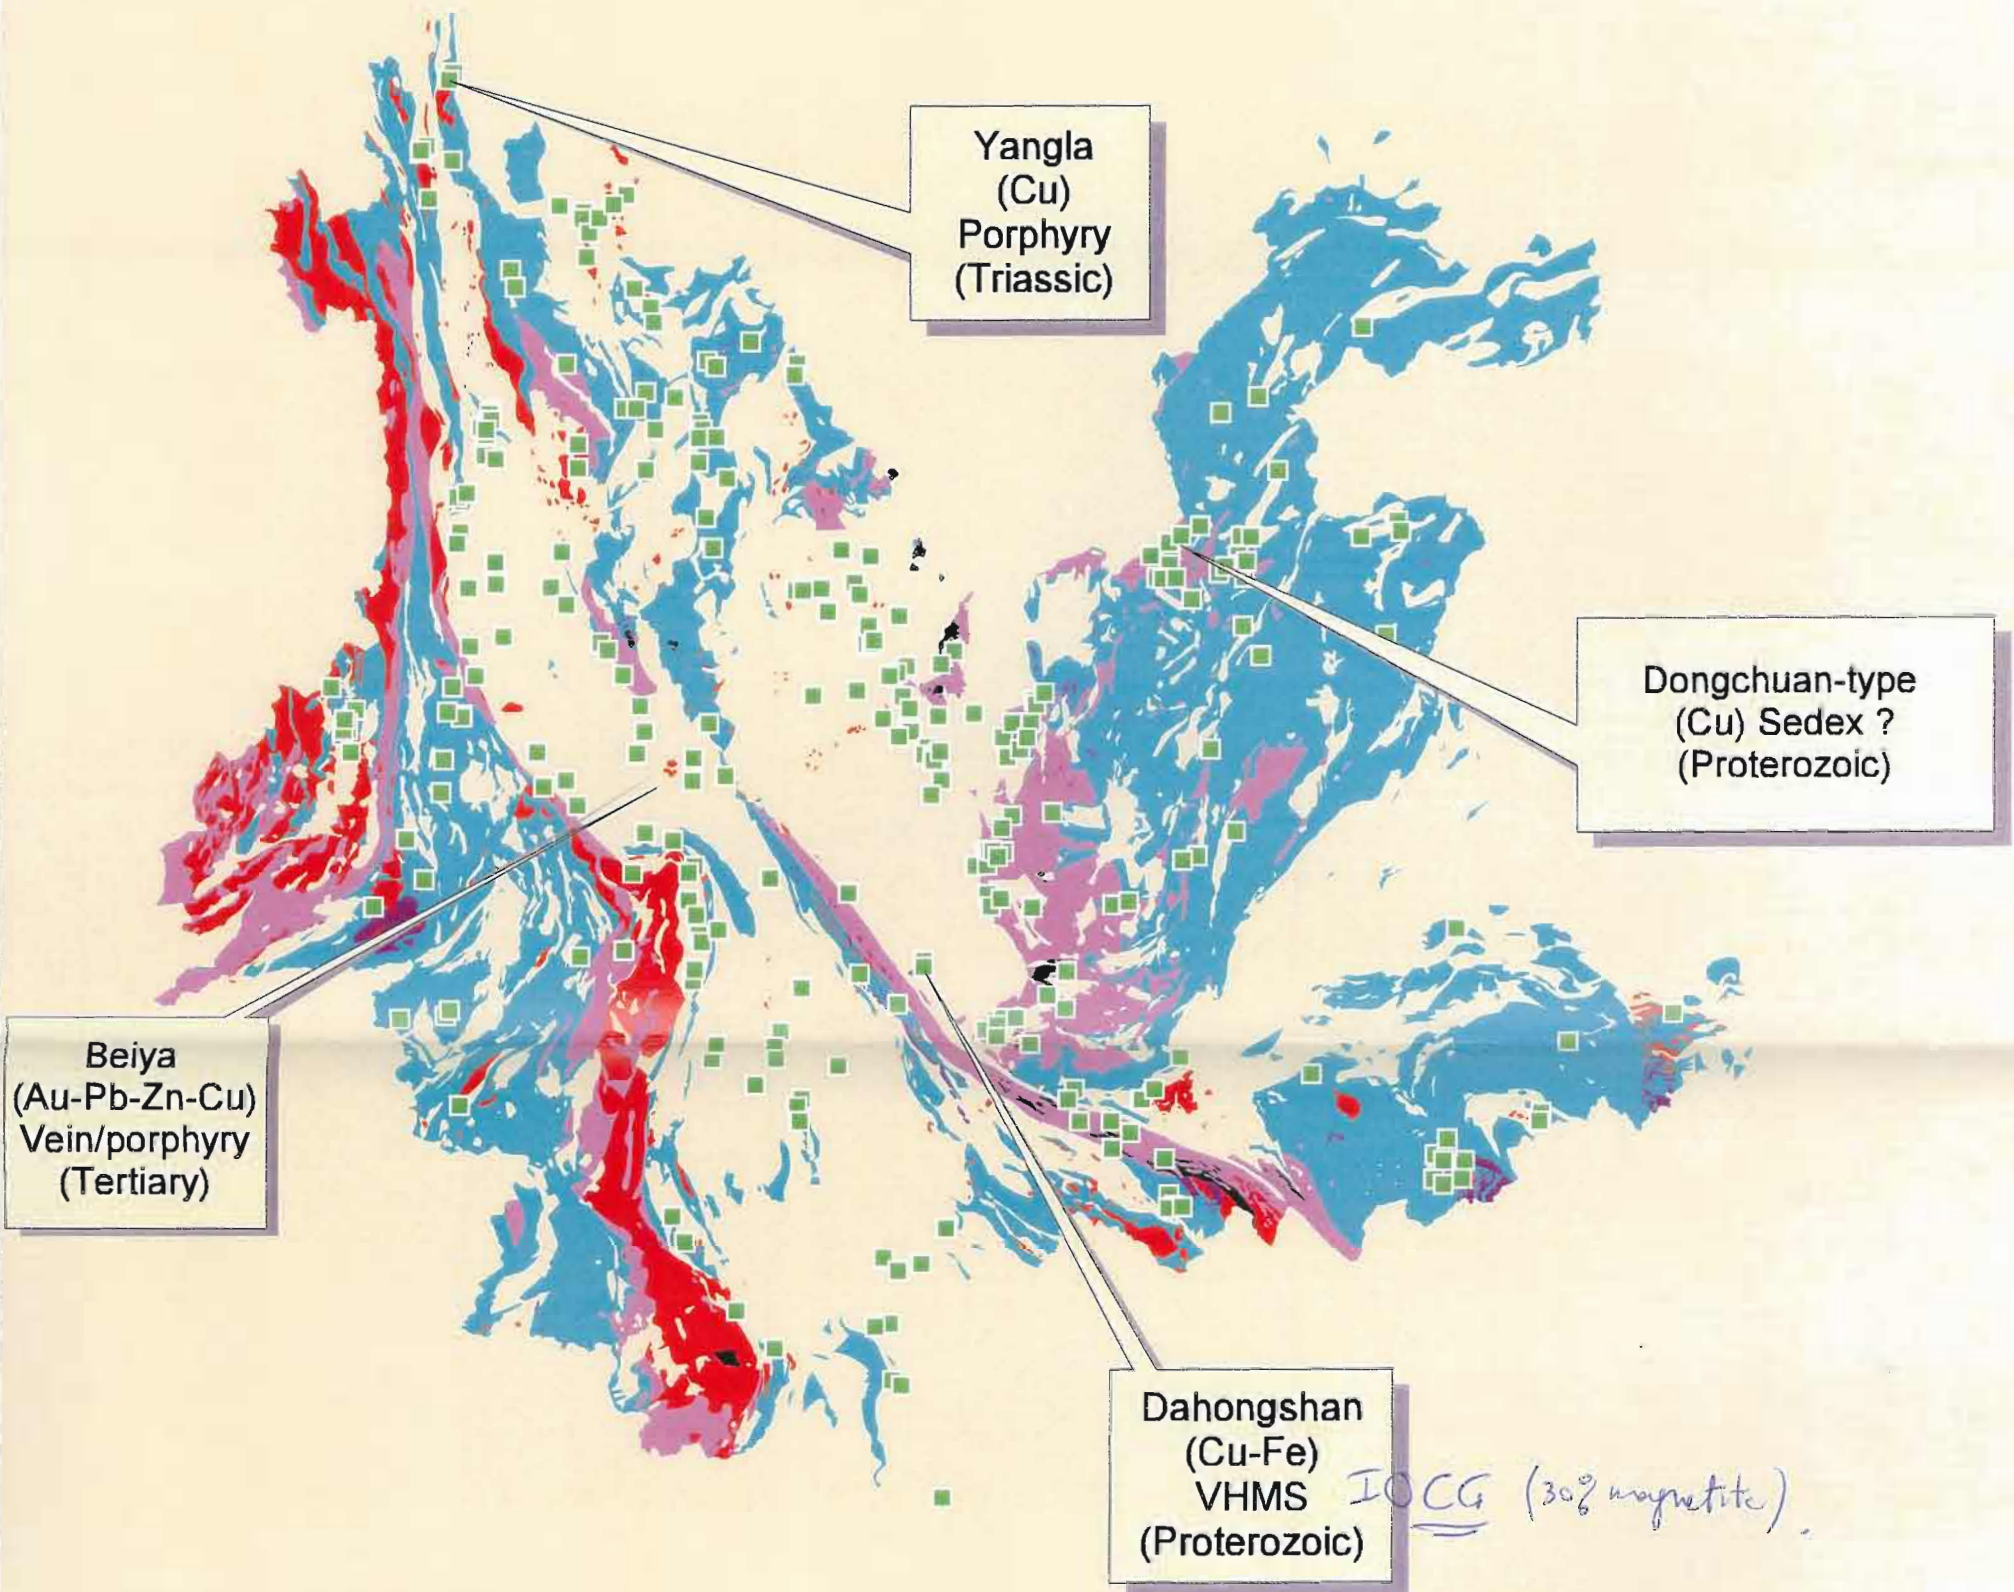 Yangla
(Cu)
Porphyry
(Triassic)
Dongchuan-type
(Cu) Sedex ?
(Proterozoic)
Beiya
(Au-Pb-Zn-Cu)
Vein/porphyry
(Tertiary)
Dahongshan
(Cu-Fe)
VHMS
(Proterozoic)
IOCG (30% magnetite).